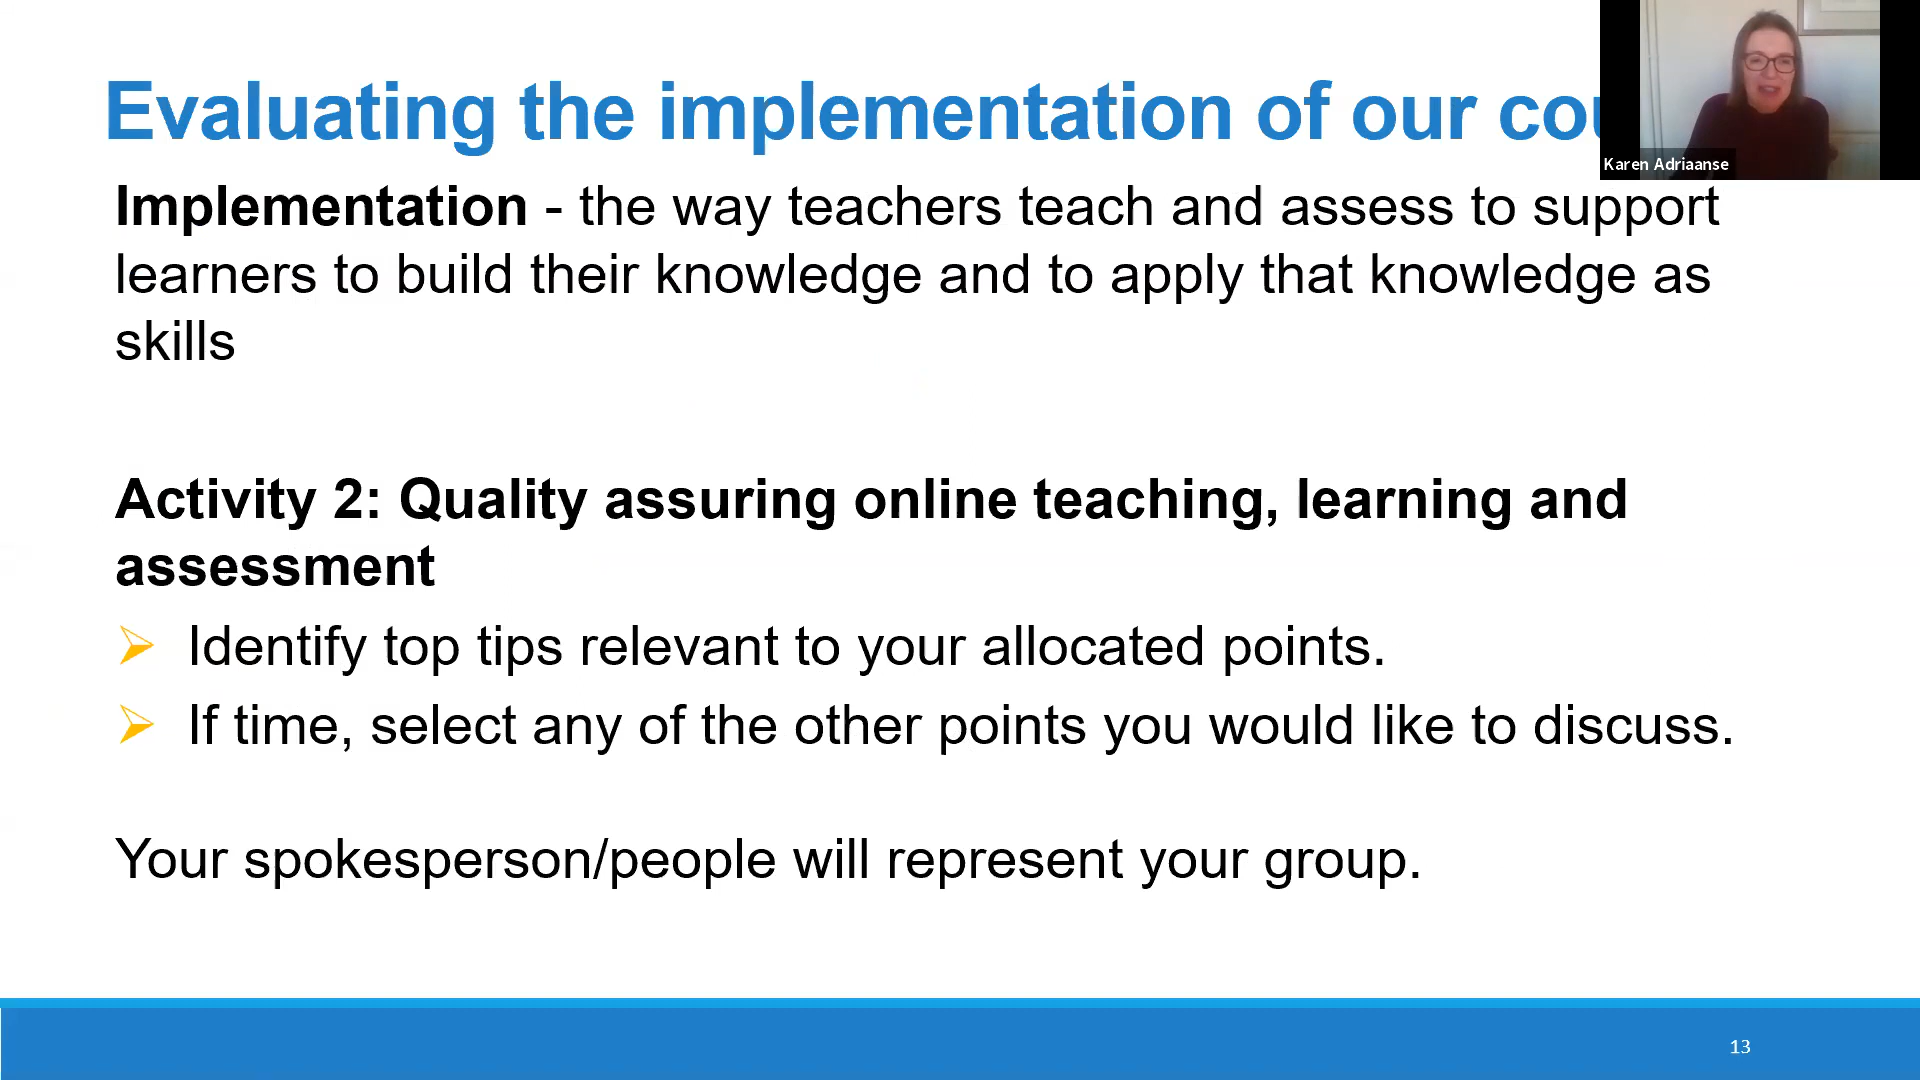 Evaluating the implementation of our
Karen Adriaanse
Implementation - the way teachers teach and assess to support
learners to build their knowledge and to apply that knowledge as
skills
Activity 2: Quality assuring online teaching, learning and
assessment
Identify top tips relevant to your allocated points.
If time, select any of the other points you would like to discuss.
Your spokesperson/people will represent your group.
13